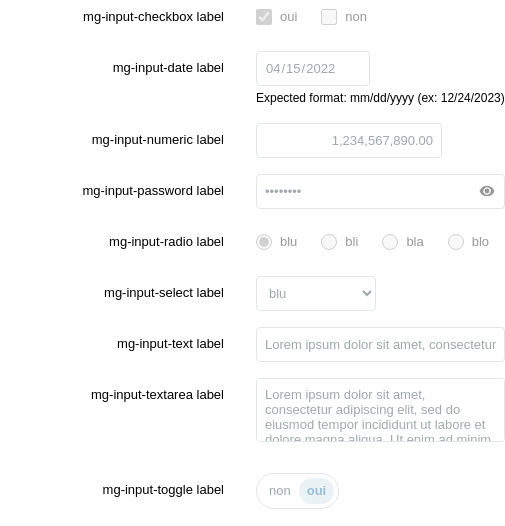 mg-input-checkbox label oui non
mg-input-date label 04/15/2022
Expected format: mm/dd/yyyy (ex: 12/24/2023)
mg-input-numeric label 1,234,567,890.00
mg-input-password label ••••••••
mg-input-radio label blu bli bla blo
mg-input-select label blu
mg-input-text label Lorem ipsum dolor sit amet, consectetur
mg-input-textarea label Lorem ipsum dolor sit amet,
consectetur adipiscing elit, sed do
eiusmod tempor incididunt ut labore et
dolore magna aliqua. Ut enim ad minim
mg-input-toggle label non oui